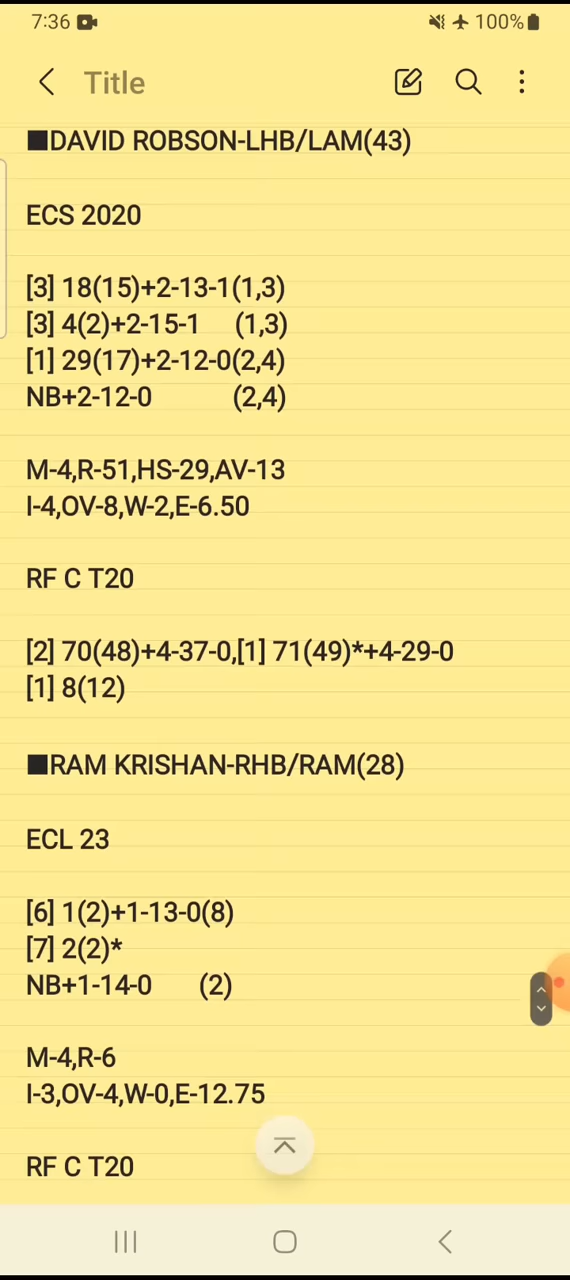 7:36 100%
Title
■DAVID ROBSON-LHB/LAM(43)
ECS 2020
[3] 18(15)+2-13-1(1,3)
[3] 4(2)+2-15-1 (1,3)
[1] 29(17)+2-12-0(2,4)
NB+2-12-0 (2,4)
M-4,R-51,HS-29,AV-13
I-4,OV-8,W-2,E-6.50
RF C T20
[2] 70(48)+4-37-0,[1] 71(49)*+4-29-0
[1] 8(12)
■RAM KRISHAN-RHB/RAM(28)
ECL 23
[6] 1(2)+1-13-0(8)
[7] 2(2)*
NB+1-14-0 (2)
M-4,R-6
I-3,OV-4,W-0,E-12.75
RF C T20